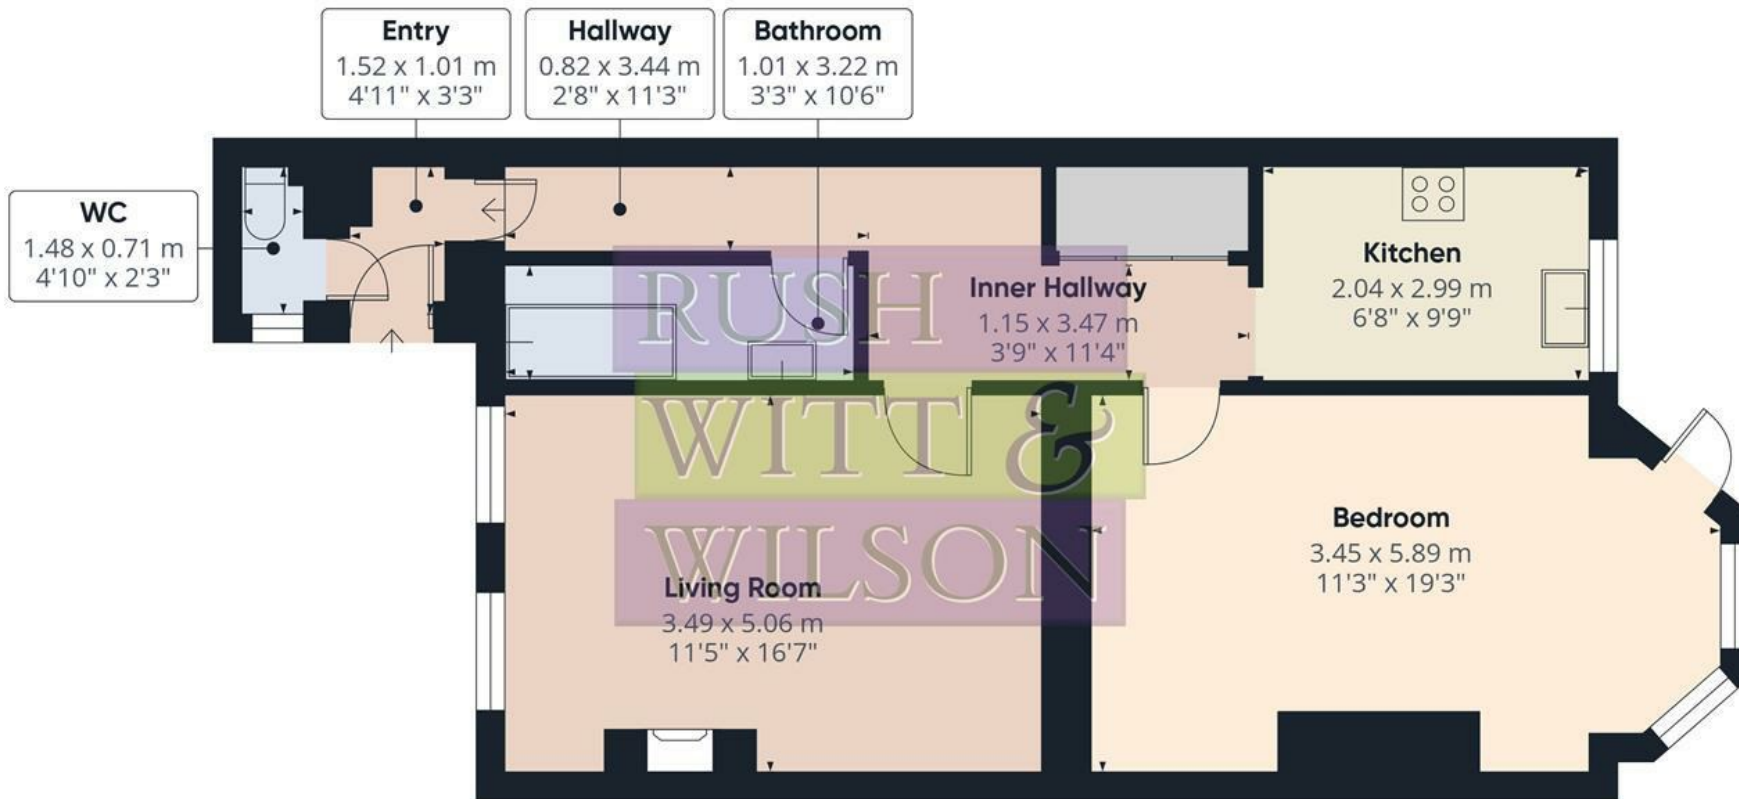 Entry
1.52 x 1.01 m
4'11" x 3'3"
Hallway
0.82 x 3.44 m
2'8" x 11'3"
Bathroom
1.01 x 3.22 m
3'3" x 10'6"
WC
1.48 x 0.71 m
4'10" x 2'3"
Kitchen
2.04 x 2.99 m
6'8" x 9'9"
Inner Hallway
1.15 x 3.47 m
3'9" x 11'4"
RUSH
WITT &
WILSON
Bedroom
3.45 x 5.89 m
11'3" x 19'3"
Living Room
3.49 x 5.06 m
11'5" x 16'7"